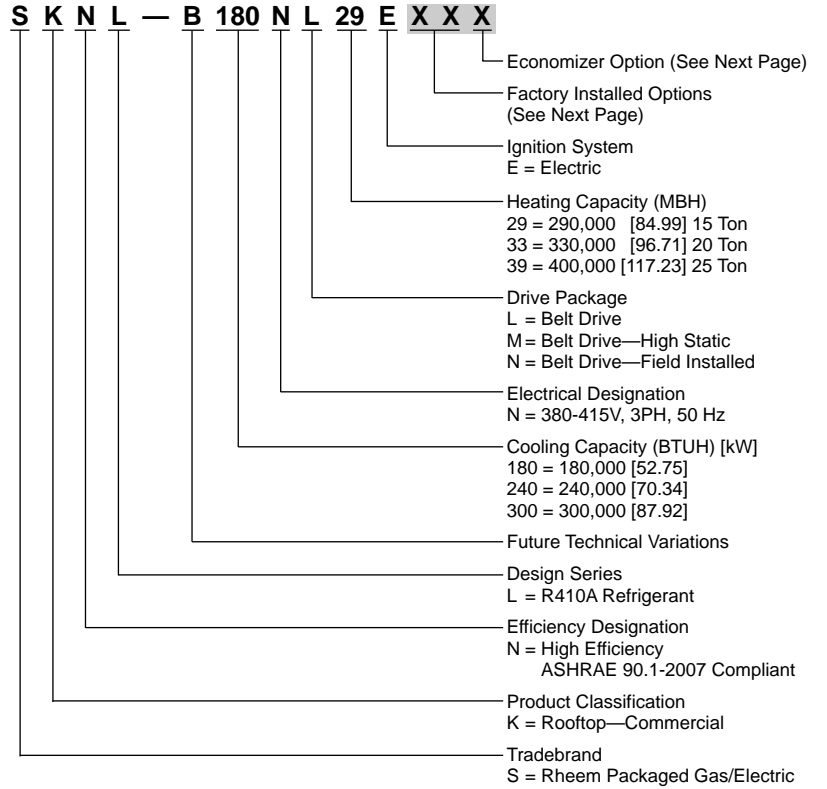 S K N L — B 180 N L 29 E X X X
Economizer Option (See Next Page)
Factory Installed Options
(See Next Page)
Ignition System
E = Electric
Heating Capacity (MBH)
29 = 290,000 [84.99] 15 Ton
33 = 330,000 [96.71] 20 Ton
39 = 400,000 [117.23] 25 Ton
Drive Package
L = Belt Drive
M = Belt Drive—High Static
N = Belt Drive—Field Installed
Electrical Designation
N = 380-415V, 3PH, 50 Hz
Cooling Capacity (BTUH) [kW]
180 = 180,000 [52.75]
240 = 240,000 [70.34]
300 = 300,000 [87.92]
Future Technical Variations
Design Series
L = R410A Refrigerant
Efficiency Designation
N = High Efficiency
ASHRAE 90.1-2007 Compliant
Product Classification
K = Rooftop—Commercial
Tradebrand
S = Rheem Packaged Gas/Electric